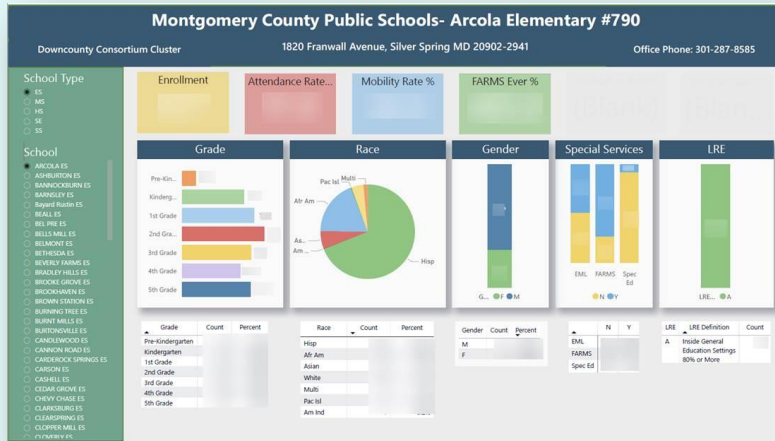 Montgomery County Public Schools- Arcola Elementary #790
Downcounty Consortium Cluster
1820 Franwall Avenue, Silver Spring MD 20902-2941
Office Phone: 301-287-8585
School Type
ES
MS
HS
SE
SS
School
ARCOLA ES
ASHBURTON ES
BANNOCKBURN ES
BARNSLEY ES
Bayard Rustin ES
BEALL ES
BEL PRE ES
BELLS MILL ES
BELMONT ES
BETHESDA ES
BEVERLY FARMS ES
BRADLEY HILLS ES
BROOKE GROVE ES
BROOKHAVEN ES
BROWN STATION ES
BURNING TREE ES
BURNT MILLS ES
BURTONSVILLE ES
CANDLEWOOD ES
CANNON ROAD ES
CARDEROCK SPRINGS ES
CARSON ES
CASHELL ES
CEDAR GROVE ES
CHEVY CHASE ES
CLARKSBURG ES
CLEARSPRING ES
CLOPPER MILL ES
CLOVERLY ES
Enrollment
Attendance Rate...
Mobility Rate %
FARMS Ever %
Grade
Pre-Kin...
Kinderg...
1st Grade
2nd Gra...
3rd Grade
4th Grade
5th Grade
Race
Pac Isl
Multi
Afr Am
As...
Am ...
Hisp
Gender
G... F M
Special Services
EML FARMS Spec
Ed
N Y
LRE
LRE... A
Grade Count Percent
Pre-Kindergarten
Kindergarten
1st Grade
2nd Grade
3rd Grade
4th Grade
5th Grade
Race Count Percent
Hisp
Afr Am
Asian
White
Multi
Pac Isl
Am Ind
Gender Count Percent
M
F
N Y
EML
FARMS
Spec Ed
LRE LRE Definition Count
A Inside General
Education Settings
80% or More